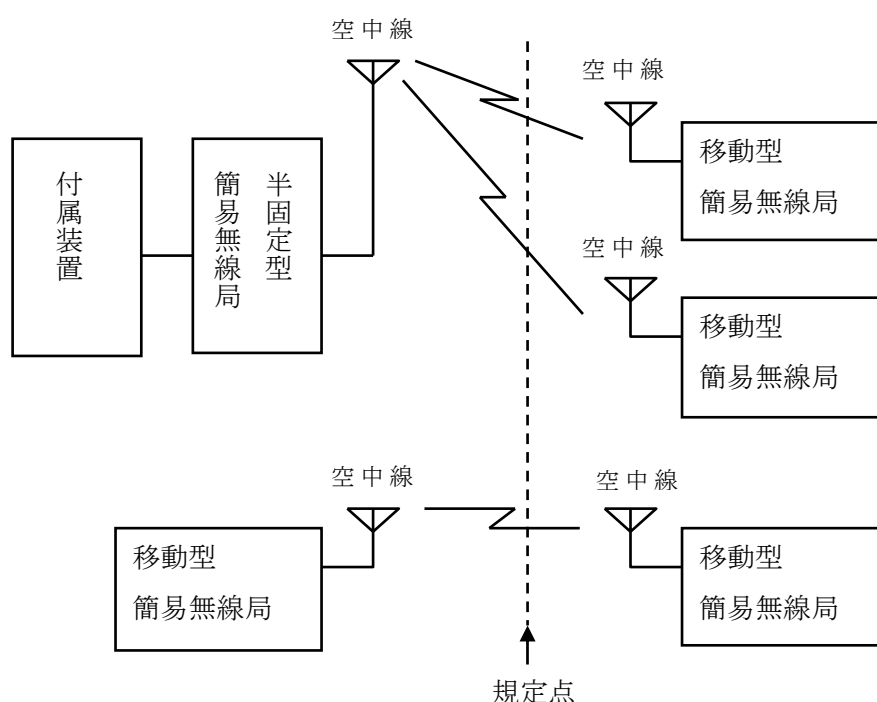 空中線
空中線
移動型
簡易無線局
付属装置
半固定型
簡易無線局
空中線
移動型
簡易無線局
空中線
空中線
移動型
簡易無線局
移動型
簡易無線局
規定点